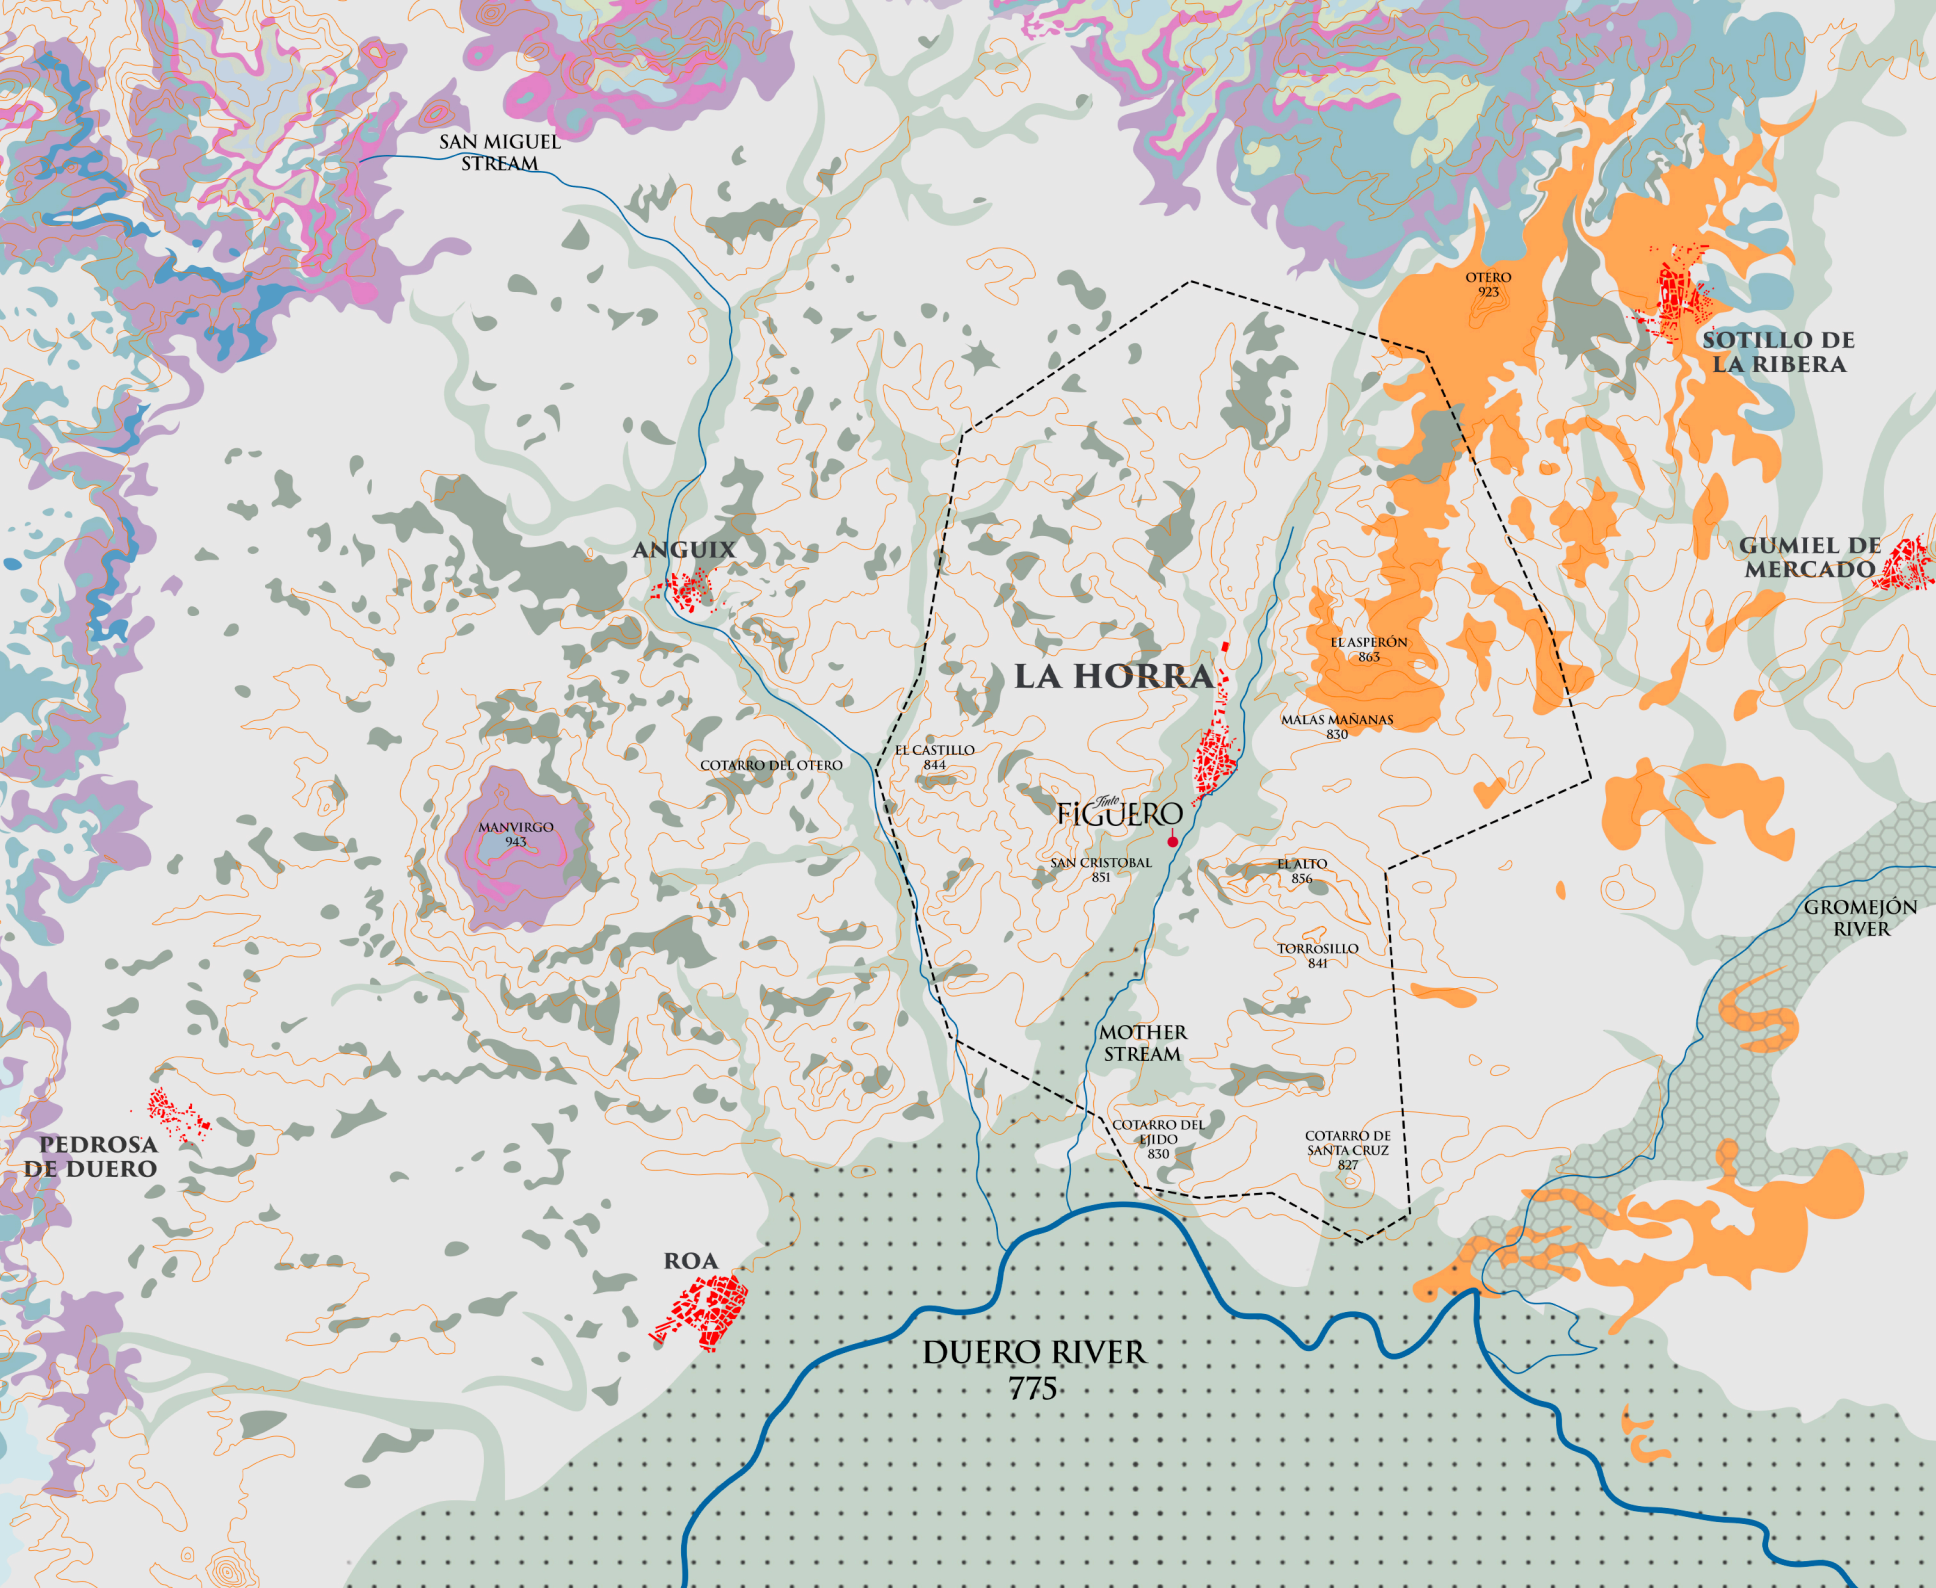 SAN MIGUEL
STREAM
OTERO
923
SOTILLO DE
LA RIBERA
ANGUIX
GUMIEL DE
MERCADO
EL ASPERÓN
863
LA HORRA
MALAS MAÑANAS
830
EL CASTILLO
844
COTARRO DEL OTERO
Tinto
FiGUERO
MANVIRGO
943
SAN CRISTOBAL
851
EL ALTO
856
GROMEJÓN
RIVER
TORROSILLO
841
MOTHER
STREAM
COTARRO DEL
EJIDO
830
COTARRO DE
SANTA CRUZ
827
PEDROSA
DE DUERO
ROA
DUERO RIVER
775